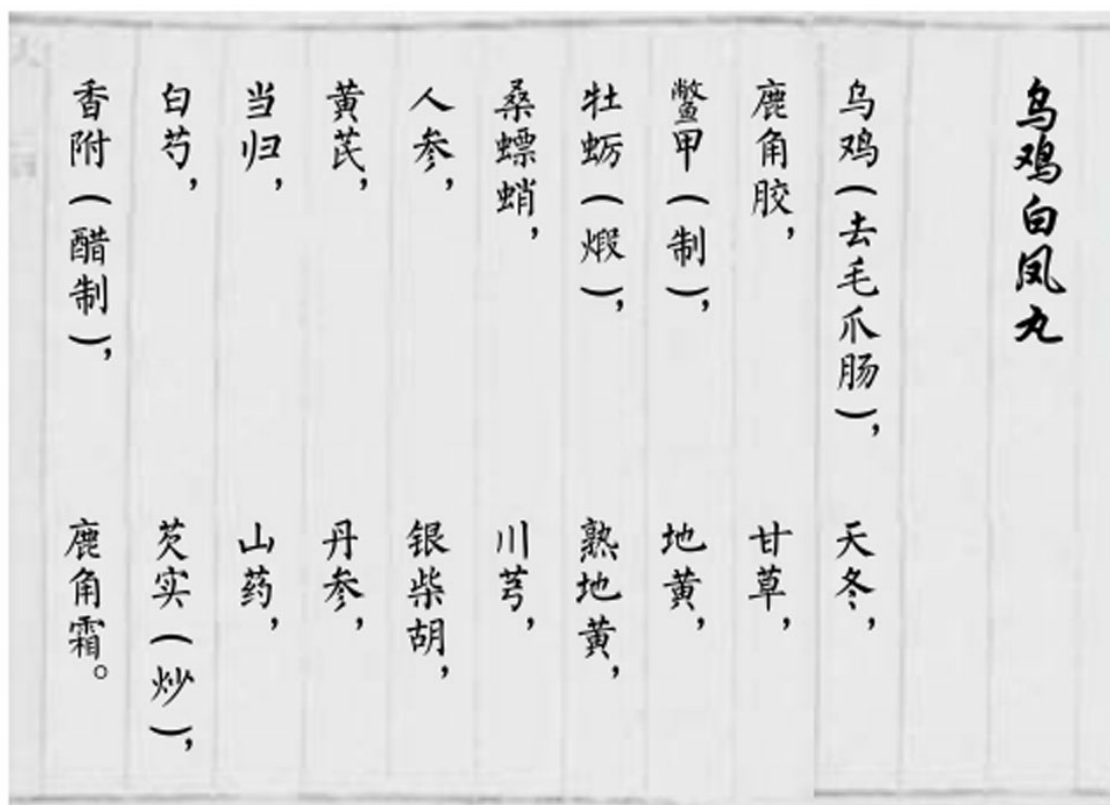 乌鸡白凤丸
乌鸡(去毛爪肠),
鹿角胶,
鳖甲(制),
牡蛎(煅),
桑螵蛸,
人参,
黄芪,
当归,
白芍,
香附(醋制),
天冬,
甘草,
地黄,
熟地黄,
川芎,
银柴胡,
丹参,
山药,
芡实(炒),
鹿角霜。